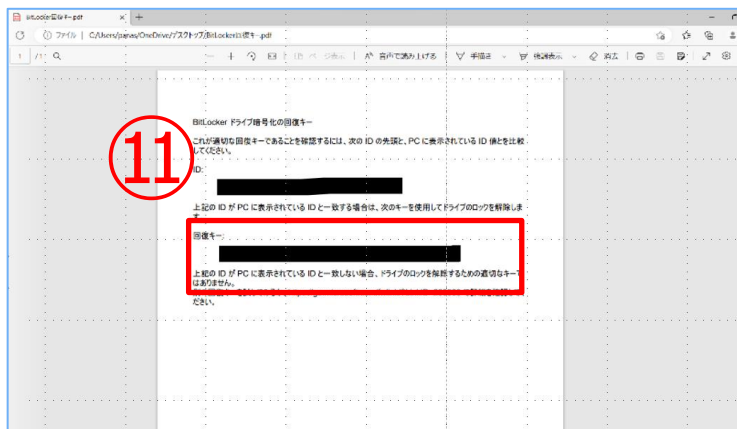 BitLocker回復キー.pdf
ファイル | C:/Users/panas/OneDrive/デスクトップ/BitLocker回復キー.pdf
1 /1 音声で読み上げる 手描き 強調表示 消去
BitLocker ドライブ暗号化の回復キー
⑪
これが適切な回復キーであることを確認するには、次の ID の先頭と、PC に表示されている ID 値とを比較
してください。
ID:
上記の ID が PC に表示されている ID と一致する場合は、次のキーを使用してドライブのロックを解除しま
す。
回復キー:
上記の ID が PC に表示されている ID と一致しない場合、ドライブのロックを解除するための適切なキーで
はありません。
ださい。